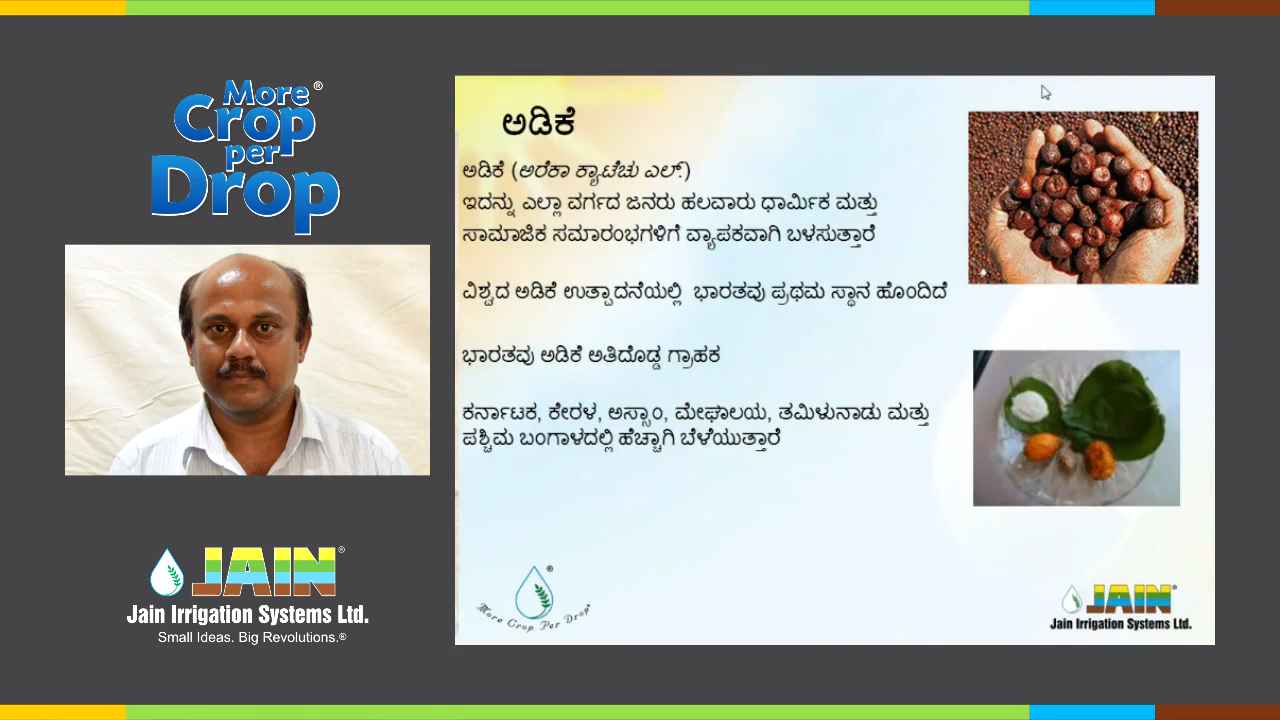 More
Crop
per
Drop
®
JAIN®
Jain Irrigation Systems Ltd.
Small Ideas. Big Revolutions.®
ಅಡಿಕೆ
ಅಡಿಕೆ (ಅರೆಕಾ ಕ್ಯಾಟೆಚು ಎಲ್.)
ಇದನ್ನು ಎಲ್ಲಾ ವರ್ಗದ ಜನರು ಹಲವಾರು ಧಾರ್ಮಿಕ ಮತ್ತು
ಸಾಮಾಜಿಕ ಸಮಾರಂಭಗಳಿಗೆ ವ್ಯಾಪಕವಾಗಿ ಬಳಸುತ್ತಾರೆ
ವಿಶ್ವದ ಅಡಿಕೆ ಉತ್ಪಾದನೆಯಲ್ಲಿ ಭಾರತವು ಪ್ರಥಮ ಸ್ಥಾನ ಹೊಂದಿದೆ
ಭಾರತವು ಅಡಿಕೆ ಅತಿದೊಡ್ಡ ಗ್ರಾಹಕ
ಕರ್ನಾಟಕ, ಕೇರಳ, ಅಸ್ಸಾಂ, ಮೇಘಾಲಯ, ತಮಿಳುನಾಡು ಮತ್ತು
ಪಶ್ಚಿಮ ಬಂಗಾಳದಲ್ಲಿ ಹೆಚ್ಚಾಗಿ ಬೆಳೆಯುತ್ತಾರೆ
®
More Crop Per Drop®
JAIN®
Jain Irrigation Systems Ltd.